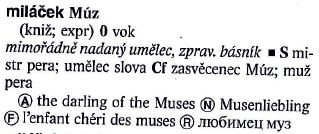 miláček Múz
(kniž; expr) 0 vok
mimořádně nadaný umělec, zprav. básník ■ S mi-
str pera; umělec slova Cf zasvěcenec Múz; muž
pera
Ⓐ the darling of the Muses Ⓝ Musenliebling
Ⓕ l'enfant chéri des muses Ⓡ любимец муз